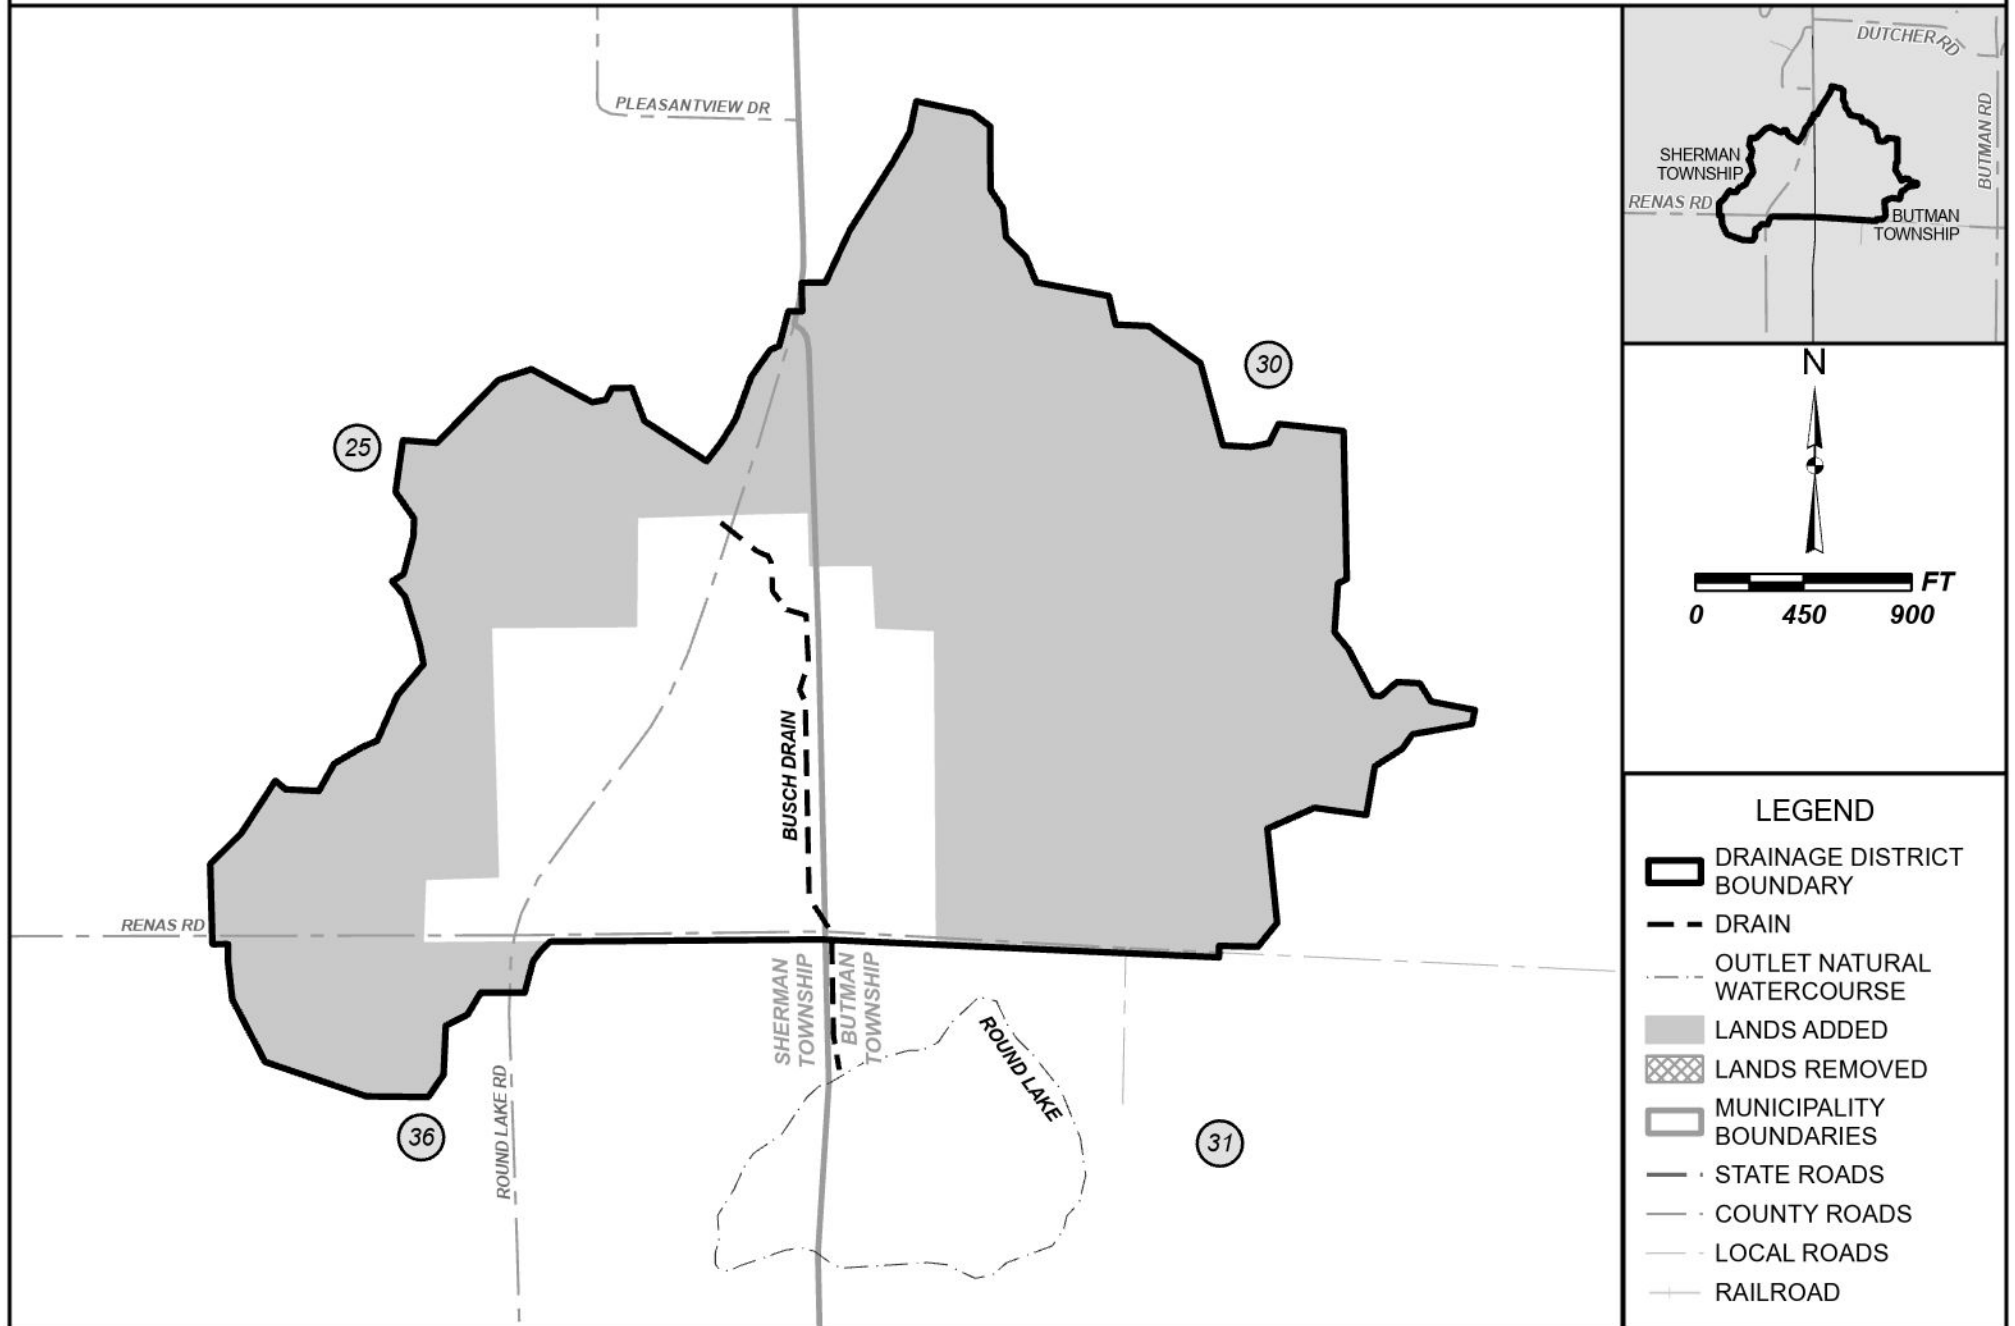 PLEASANTVIEW DR
25
30
BUSCH DRAIN
RENAS RD
SHERMAN
TOWNSHIP
BUTMAN
TOWNSHIP
ROUND LAKE
ROUND LAKE RD
36
31
DUTCHER RD
BUTMAN RD
SHERMAN
TOWNSHIP
RENAS RD
BUTMAN
TOWNSHIP
N
FT
0 450 900
LEGEND
DRAINAGE DISTRICT
BOUNDARY
DRAIN
OUTLET NATURAL
WATERCOURSE
LANDS ADDED
LANDS REMOVED
MUNICIPALITY
BOUNDARIES
STATE ROADS
COUNTY ROADS
LOCAL ROADS
RAILROAD